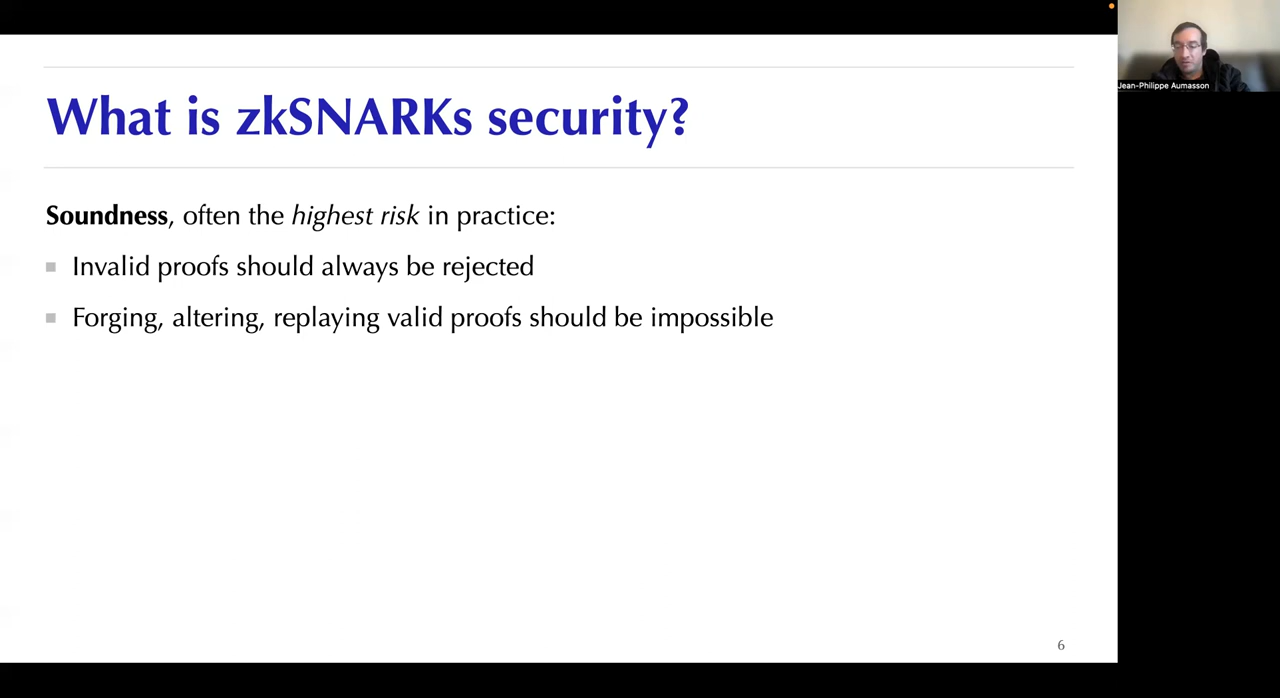 What is zkSNARKs security?
Soundness, often the highest risk in practice:
Invalid proofs should always be rejected
Forging, altering, replaying valid proofs should be impossible
6
Jean-Philippe Aumasson